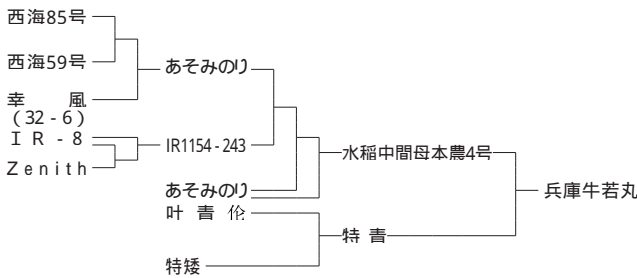 西海85号
西海59号
あそみのり
幸 風
(32-6)
IR-8
IR1154-243
水稲中間母本農4号
Zenith
あそみのり
兵庫牛若丸
叶青伦
特青
特矮